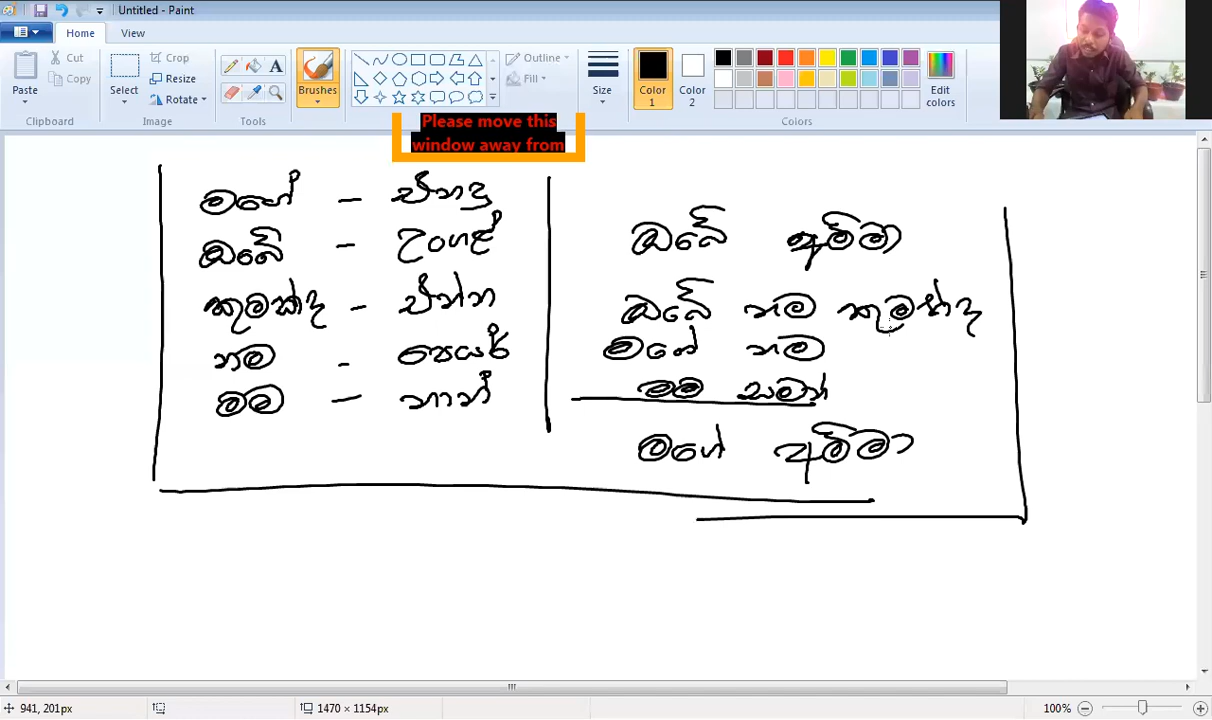 Untitled - Paint
Home
View
Paste
Cut
Copy
Clipboard
Select
Crop
Resize
Rotate
Image
Tools
Brushes
Shapes
Outline
Fill
Size
Color 1
Color 2
Edit colors
Colors
Please move this
window away from
මගේ – එනදු
ඔබේ – උංගළ්
කුමක්ද – එන්න
නම - පෙයර්
මම – නාන්
ඔබේ අම්මා
ඔබේ නම කුමක්ද
මගේ නම
මම සමන්
මගේ අම්මා
941, 201px
1470 × 1154px
100%